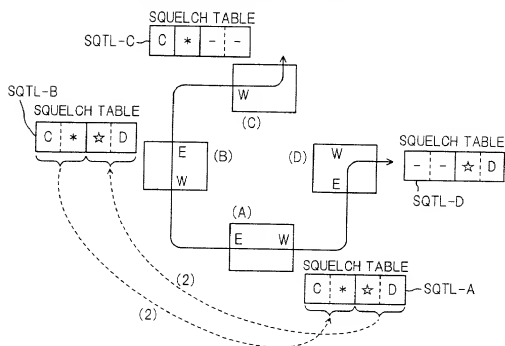 SQUELCH TABLE
SQTL-C
C * - -
W
(C)
SQTL-B
SQUELCH TABLE
C * ☆ D
E
W
(B)
(D)
W
E
SQUELCH TABLE
- - ☆ D
SQTL-D
(A)
E W
SQUELCH TABLE
C * ☆ D
SQTL-A
(2)
(2)